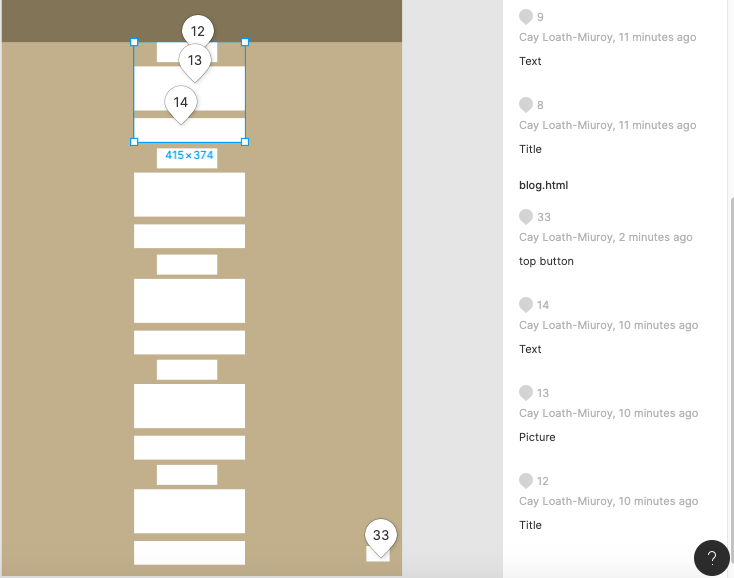 12
13
14
415×374
33
9
Cay Loath-Miuroy, 11 minutes ago
Text
8
Cay Loath-Miuroy, 11 minutes ago
Title
blog.html
33
Cay Loath-Miuroy, 2 minutes ago
top button
14
Cay Loath-Miuroy, 10 minutes ago
Text
13
Cay Loath-Miuroy, 10 minutes ago
Picture
12
Cay Loath-Miuroy, 10 minutes ago
Title
?